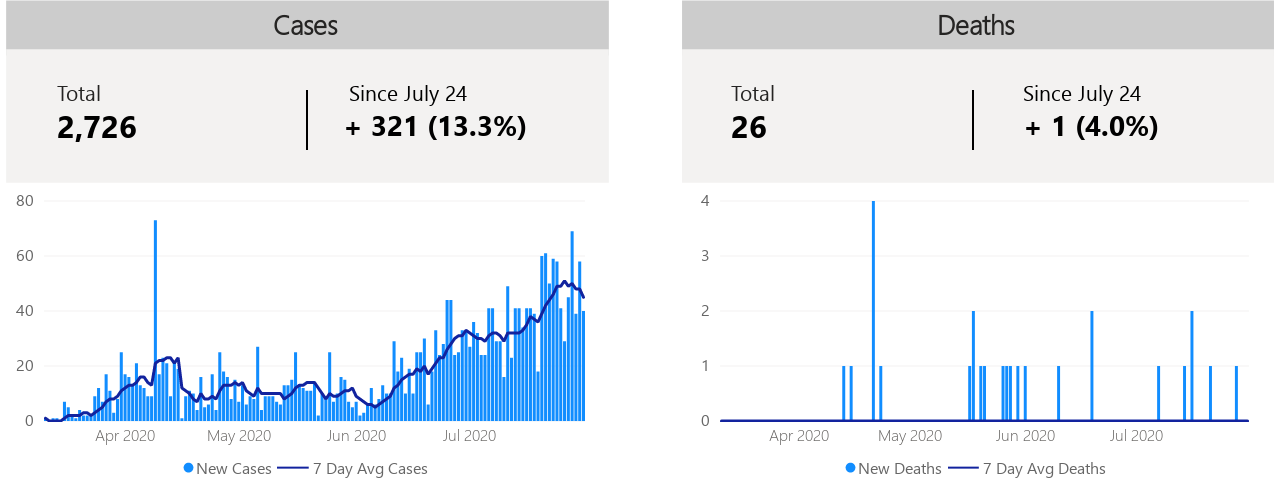 Cases
Total
2,726
Since July 24
+ 321 (13.3%)
80
60
40
20
0
Apr 2020 May 2020 Jun 2020 Jul 2020
New Cases 7 Day Avg Cases
Deaths
Total
26
Since July 24
+ 1 (4.0%)
4
3
2
1
0
Apr 2020 May 2020 Jun 2020 Jul 2020
New Deaths 7 Day Avg Deaths